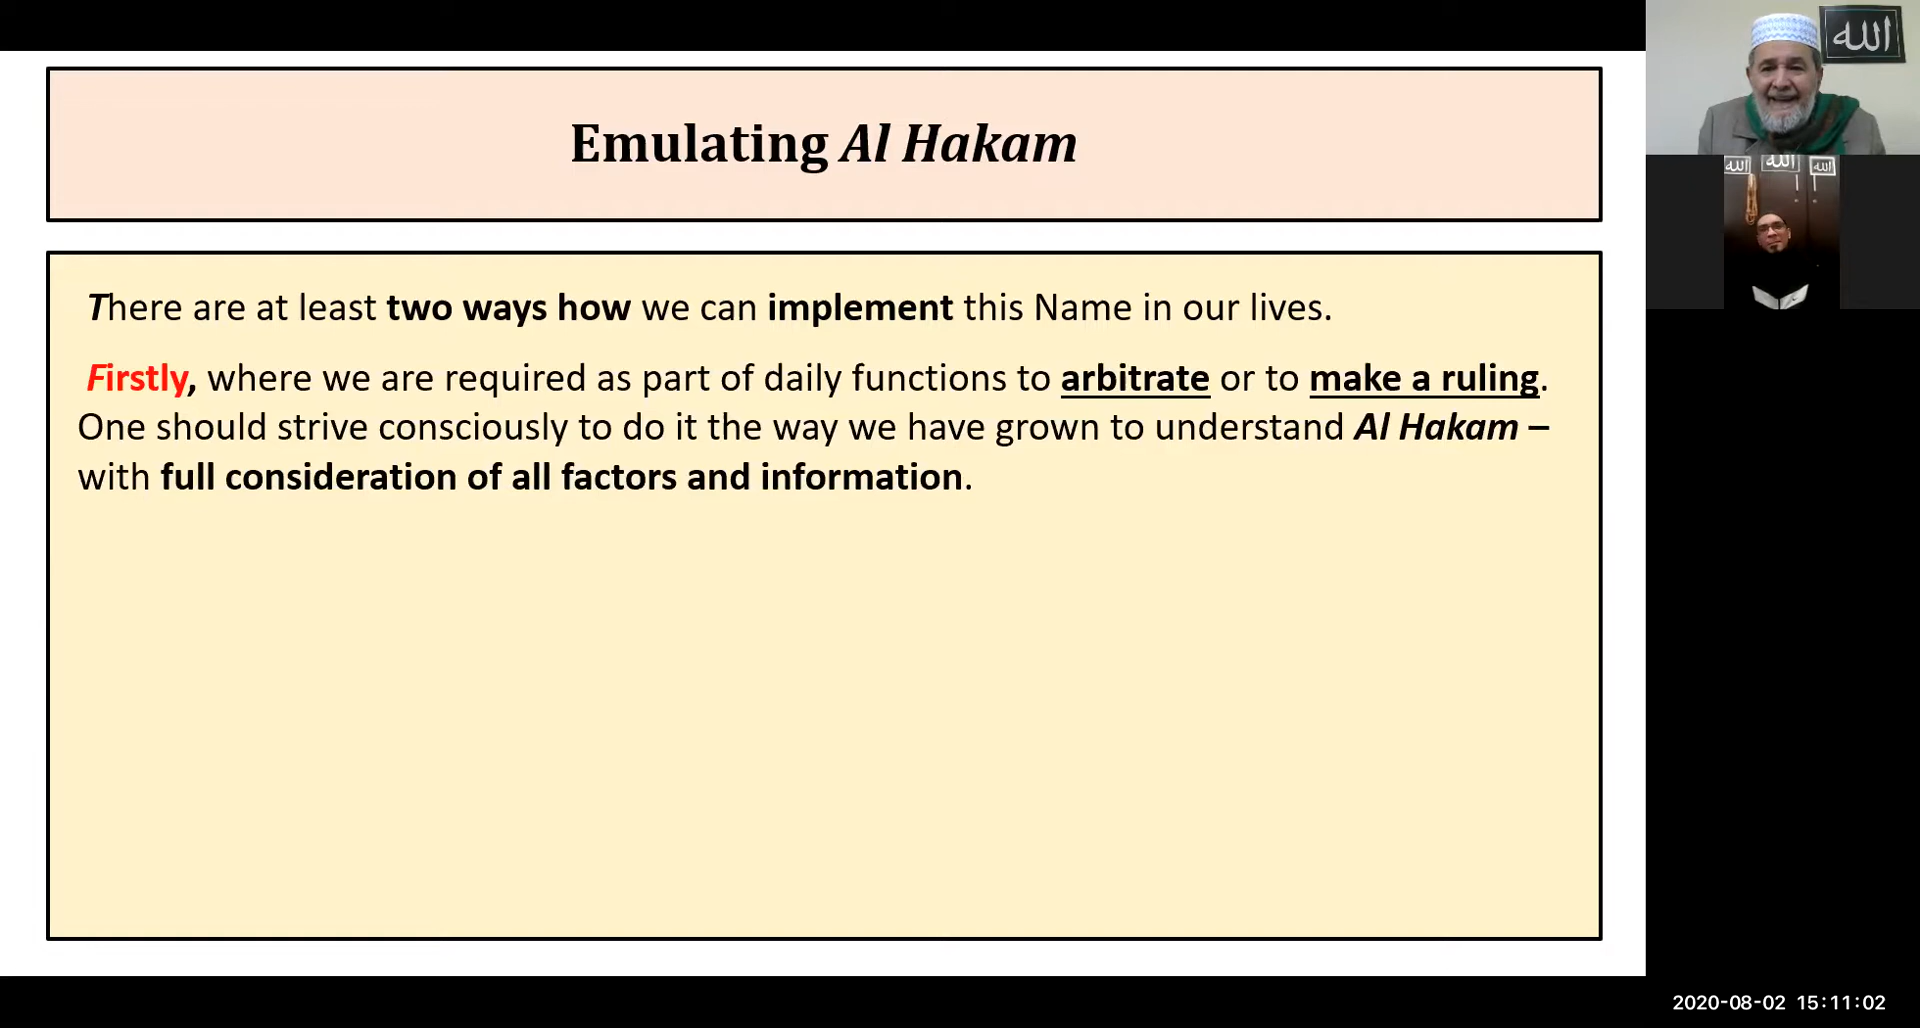 Emulating Al Hakam
There are at least two ways how we can implement this Name in our lives.
Firstly, where we are required as part of daily functions to arbitrate or to make a ruling.
One should strive consciously to do it the way we have grown to understand Al Hakam –
with full consideration of all factors and information.
الله
الله الله الله
2020-08-02 15:11:02